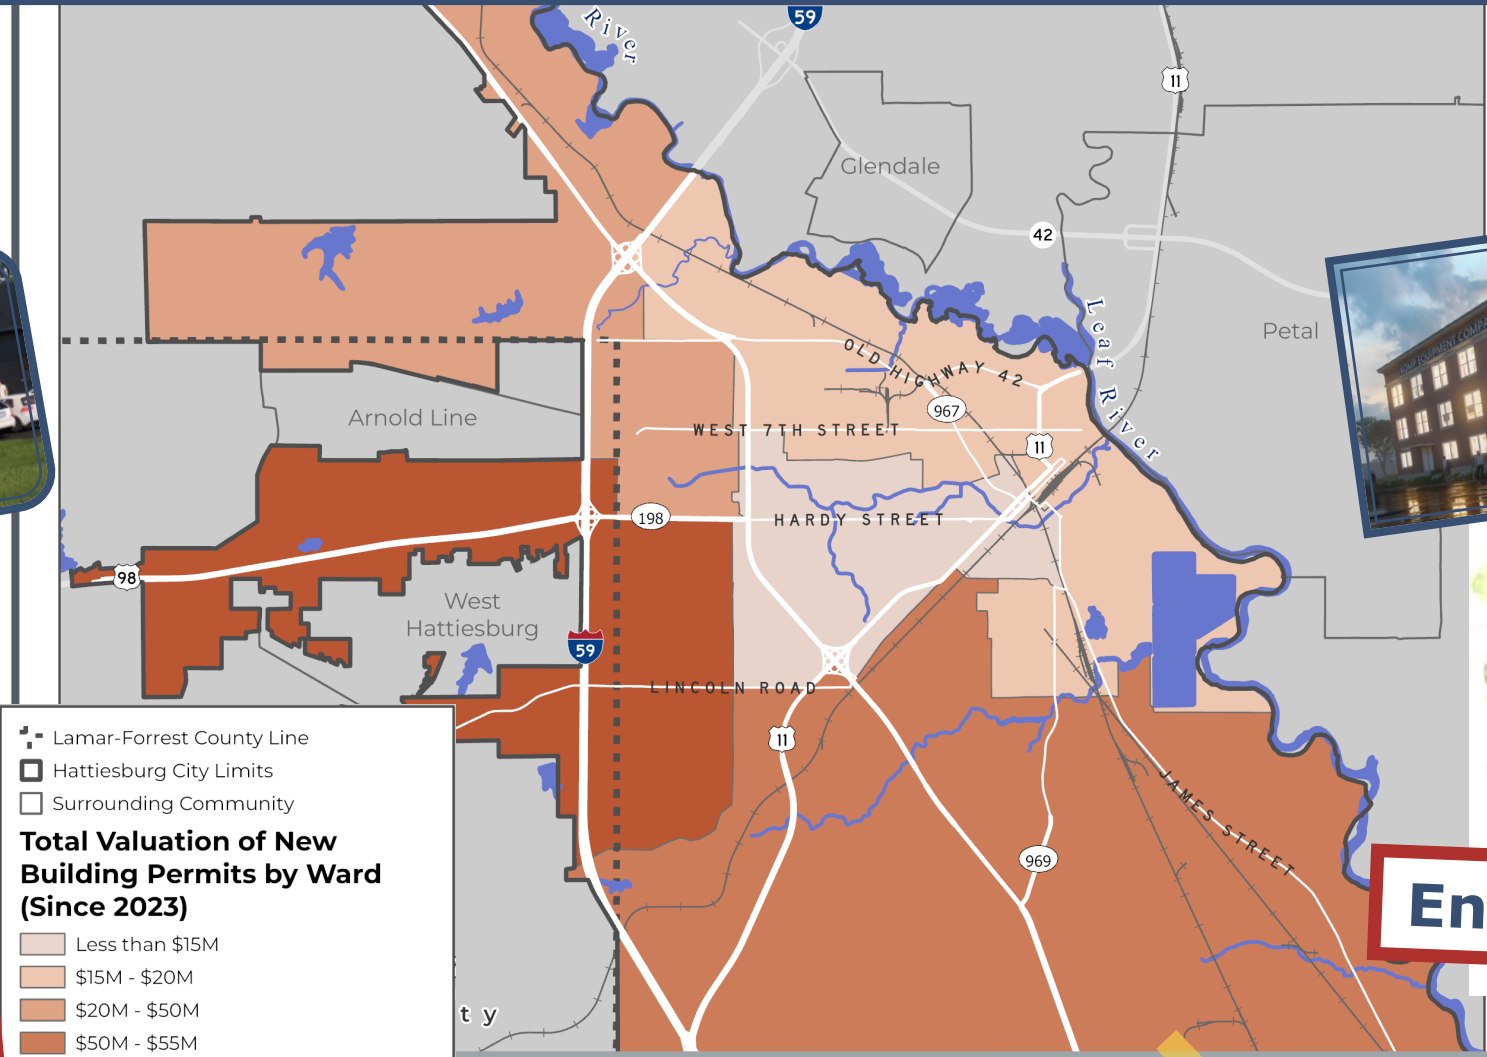 River
59
11
Glendale
42
Leaf River
Petal
OLD HIGHWAY 42
967
Arnold Line
WEST 7TH STREET
11
198
HARDY STREET
98
West
Hattiesburg
59
LINCOLN ROAD
11
JAMES STREET
969
En
ty
Lamar-Forrest County Line
Hattiesburg City Limits
Surrounding Community
Total Valuation of New
Building Permits by Ward
(Since 2023)
Less than $15M
$15M - $20M
$20M - $50M
$50M - $55M